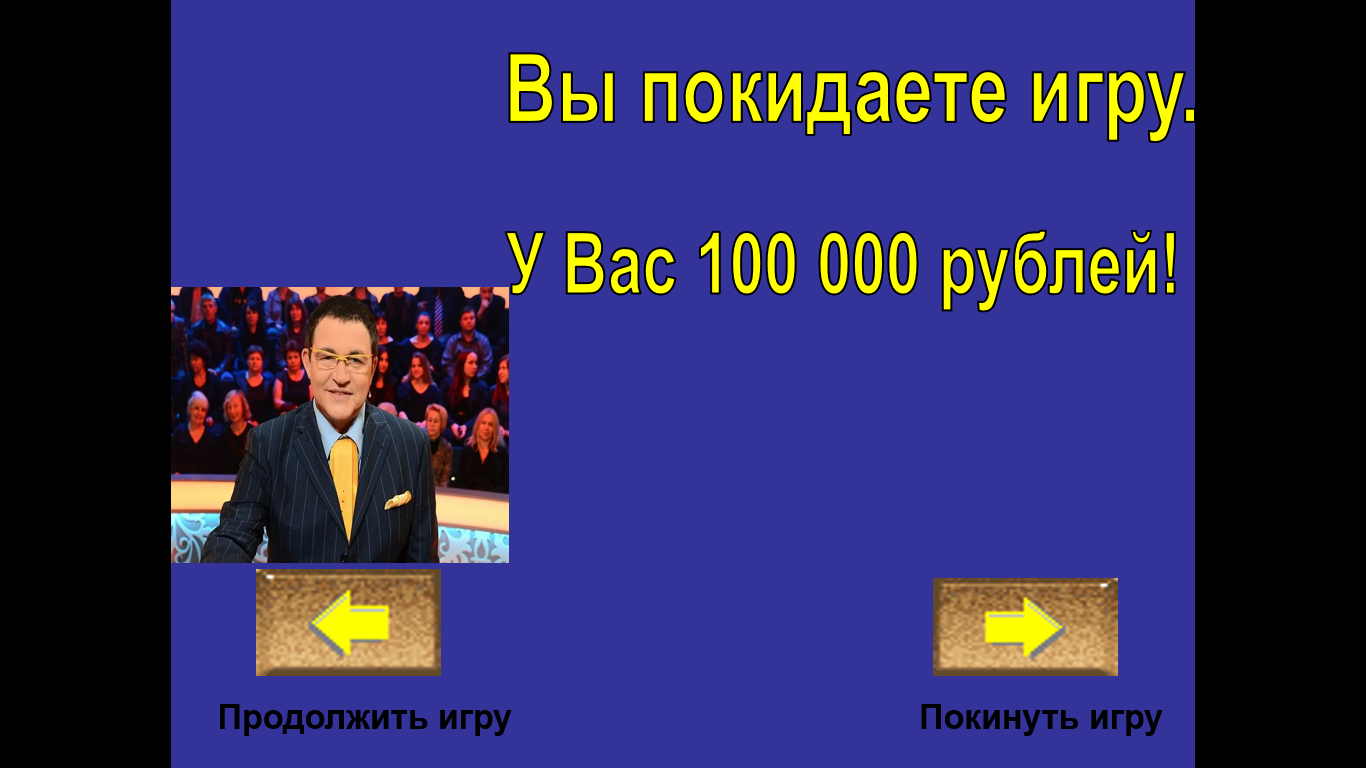 Вы покидаете игру.
У Вас 100 000 рублей!
Продолжить игру
Покинуть игру